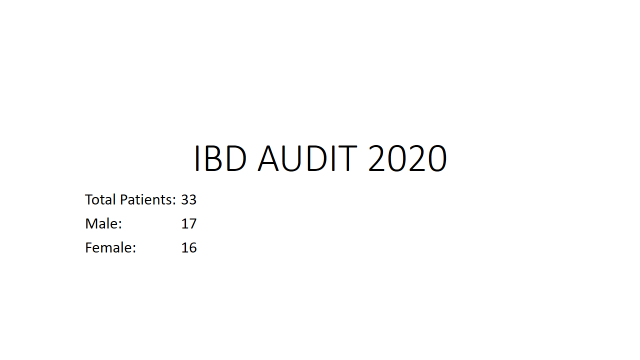 IBD AUDIT 2020
Total Patients: 33
Male: 17
Female: 16